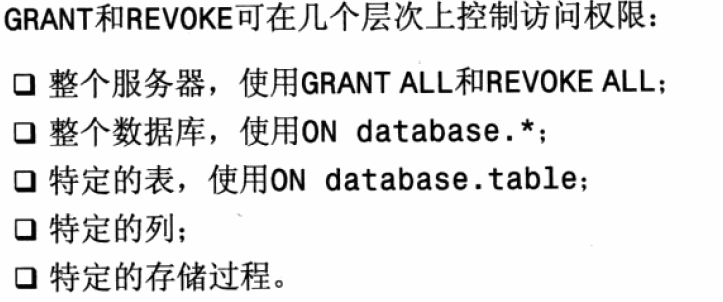 GRANT和REVOKE可在几个层次上控制访问权限：
❑ 整个服务器，使用GRANT ALL和REVOKE ALL；
❑ 整个数据库，使用ON database.*；
❑ 特定的表，使用ON database.table；
❑ 特定的列；
❑ 特定的存储过程。